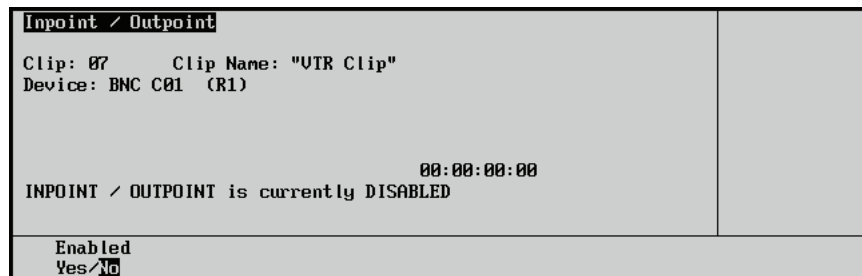 Inpoint / Outpoint
Clip: 07 Clip Name: "VTR Clip"
Device: BNC C01 (R1)
00:00:00:00
INPOINT / OUTPOINT is currently DISABLED
Enabled
Yes/No